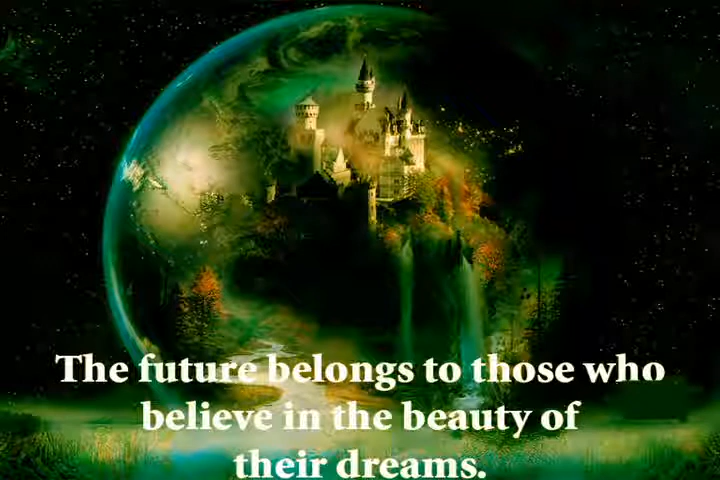 The future belongs to those who
believe in the beauty of
their dreams.